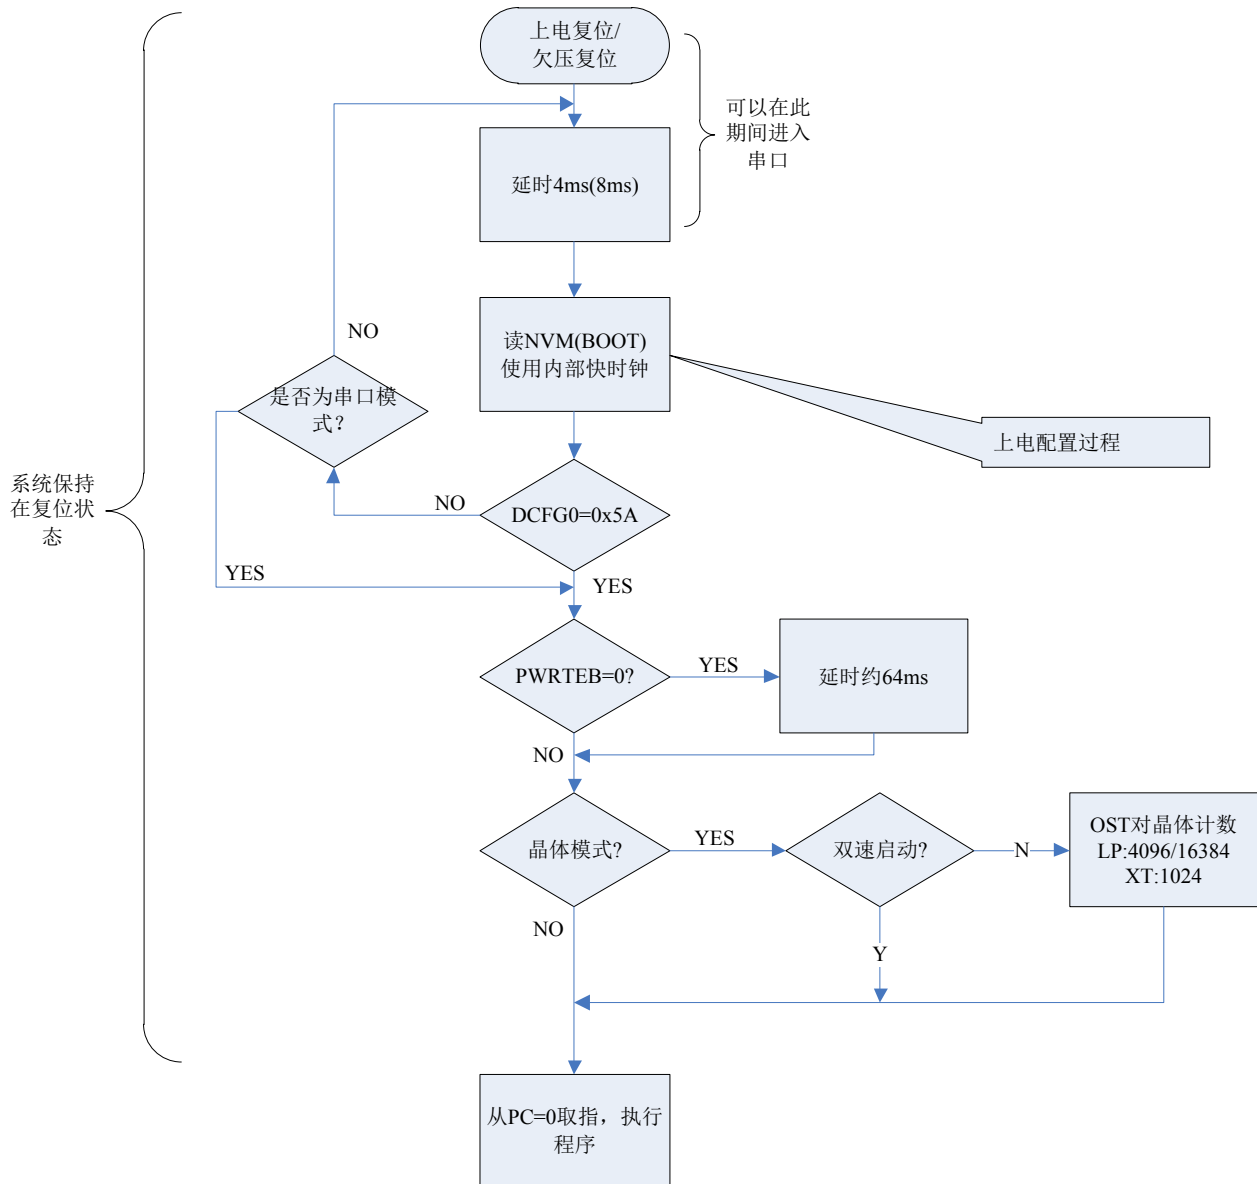 上电复位/
欠压复位
可以在此
期间进入
串口
延时4ms(8ms)
NO
读NVM(BOOT)
使用内部快时钟
是否为串口模
式?
上电配置过程
系统保持
在复位状
态
NO
DCFG0=0x5A
YES
YES
PWRTEB=0?
YES
延时约64ms
NO
晶体模式?
YES
双速启动?
N
OST对晶体计数
LP:4096/16384
XT:1024
NO
Y
从PC=0取指，执行
程序